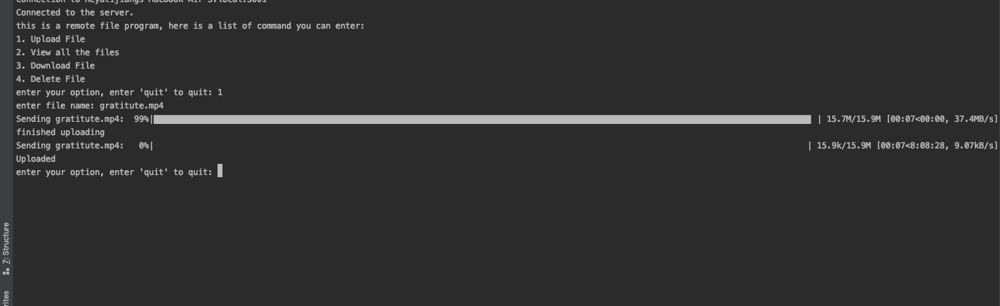 Connected to the server.
this is a remote file program, here is a list of command you can enter:
1. Upload File
2. View all the files
3. Download File
4. Delete File
enter your option, enter 'quit' to quit: 1
enter file name: gratitute.mp4
Sending gratitute.mp4:  99%| | 15.7M/15.9M [00:07<00:00, 37.4MB/s]
finished uploading
Sending gratitute.mp4:   0%| | 15.9k/15.9M [00:07<8:08:28, 9.07kB/s]
Uploaded
enter your option, enter 'quit' to quit:
Z: Structure